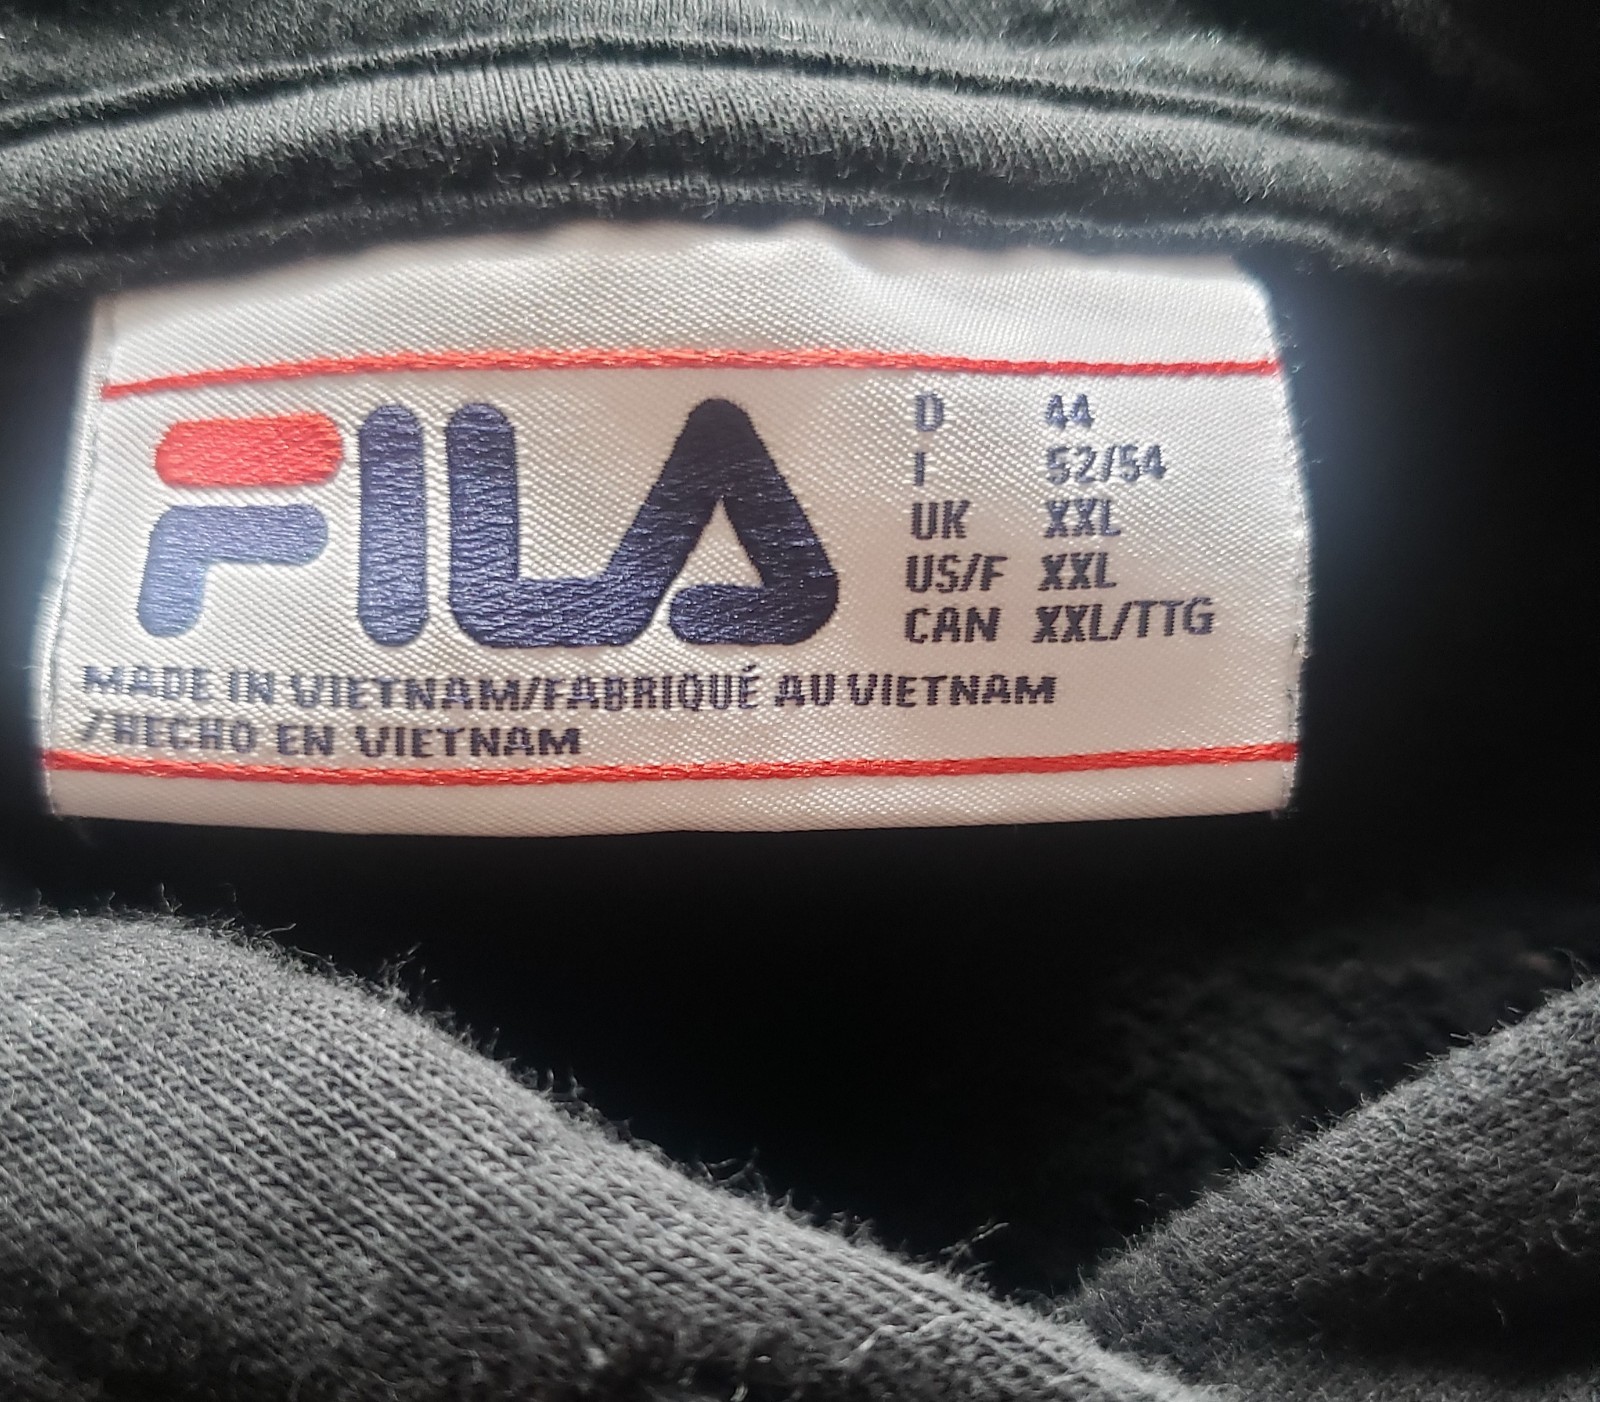 FILA
D 44
I 52/54
UK XXL
US/F XXL
CAN XXL/TTG
MADE IN VIETNAM/FABRIQUÉ AU VIETNAM
/HECHO EN VIETNAM